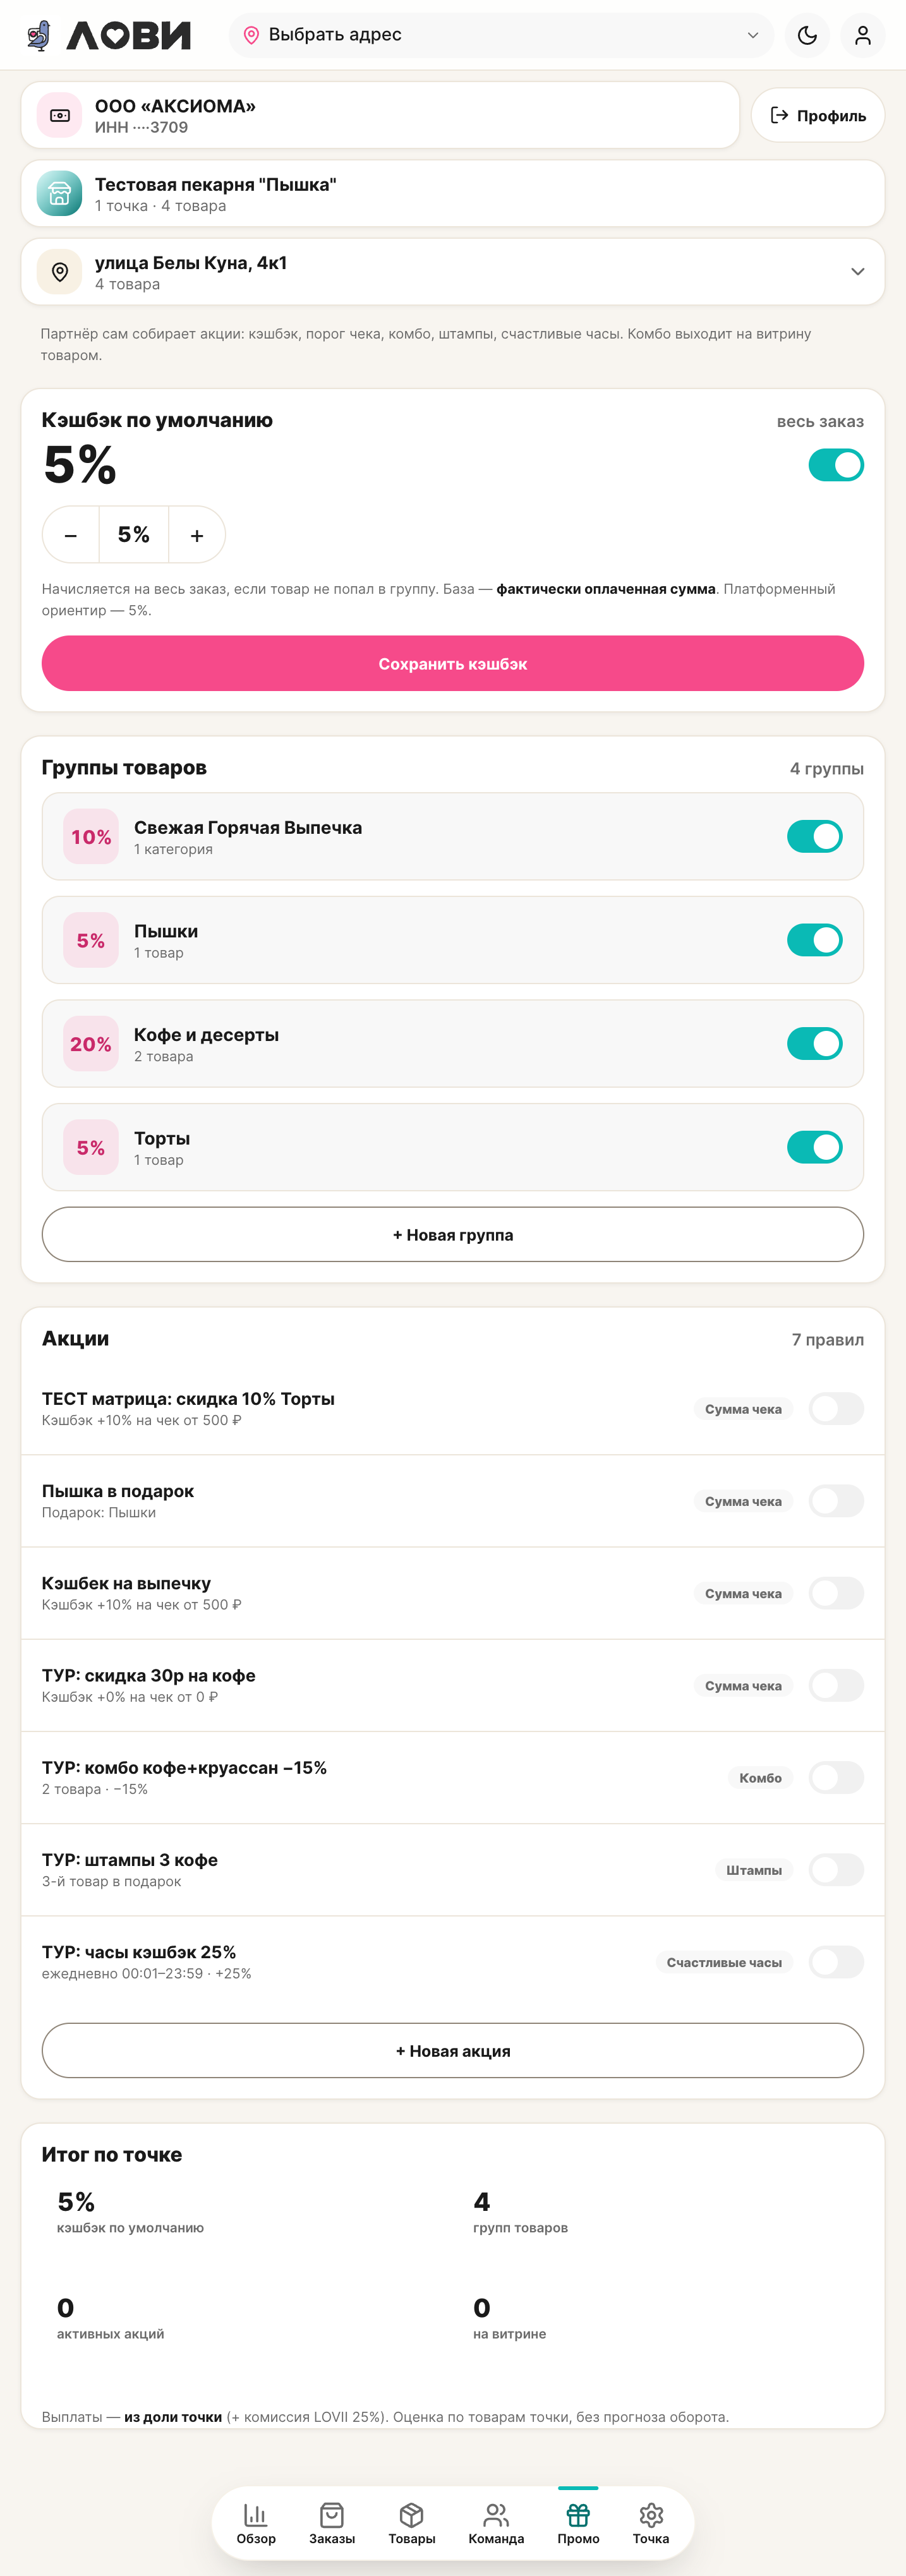 ЛОВИ
Выбрать адрес
ООО «АКСИОМА»
ИНН ····3709
Профиль
Тестовая пекарня "Пышка"
1 точка · 4 товара
улица Белы Куна, 4к1
4 товара
Партнёр сам собирает акции: кэшбэк, порог чека, комбо, штампы, счастливые часы. Комбо выходит на витрину
товаром.
Кэшбэк по умолчанию
весь заказ
5%
− 5% +
Начисляется на весь заказ, если товар не попал в группу. База — фактически оплаченная сумма. Платформенный
ориентир — 5%.
Сохранить кэшбэк
Группы товаров
4 группы
10%
Свежая Горячая Выпечка
1 категория
5%
Пышки
1 товар
20%
Кофе и десерты
2 товара
5%
Торты
1 товар
+ Новая группа
Акции
7 правил
ТЕСТ матрица: скидка 10% Торты
Кэшбэк +10% на чек от 500 ₽
Сумма чека
Пышка в подарок
Подарок: Пышки
Сумма чека
Кэшбек на выпечку
Кэшбэк +10% на чек от 500 ₽
Сумма чека
ТУР: скидка 30р на кофе
Кэшбэк +0% на чек от 0 ₽
Сумма чека
ТУР: комбо кофе+круассан −15%
2 товара · −15%
Комбо
ТУР: штампы 3 кофе
3-й товар в подарок
Штампы
ТУР: часы кэшбэк 25%
ежедневно 00:01–23:59 · +25%
Счастливые часы
+ Новая акция
Итог по точке
5%
кэшбэк по умолчанию
4
групп товаров
0
активных акций
0
на витрине
Выплаты — из доли точки (+ комиссия LOVII 25%). Оценка по товарам точки, без прогноза оборота.
Обзор
Заказы
Товары
Команда
Промо
Точка